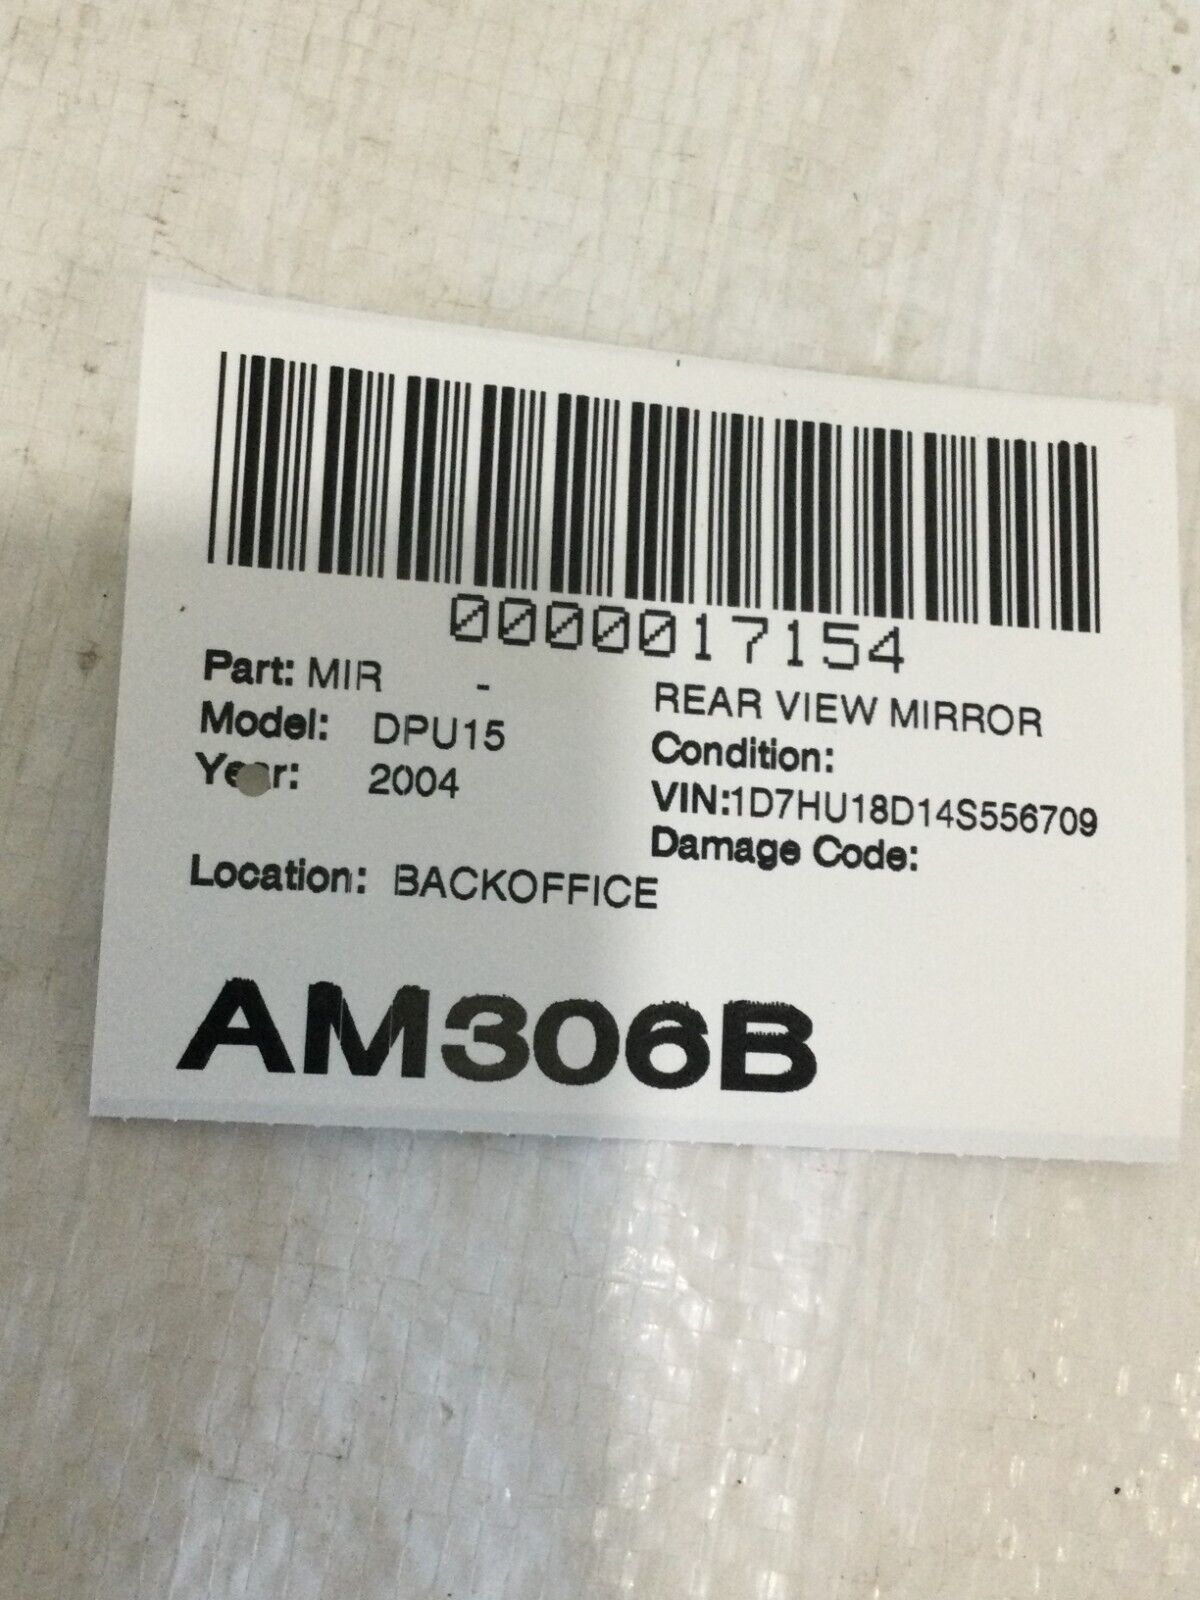 0000017154
Part: MIR - REAR VIEW MIRROR
Model: DPU15 Condition:
Year: 2004 VIN:1D7HU18D14S556709
Damage Code:
Location: BACKOFFICE
AM306B